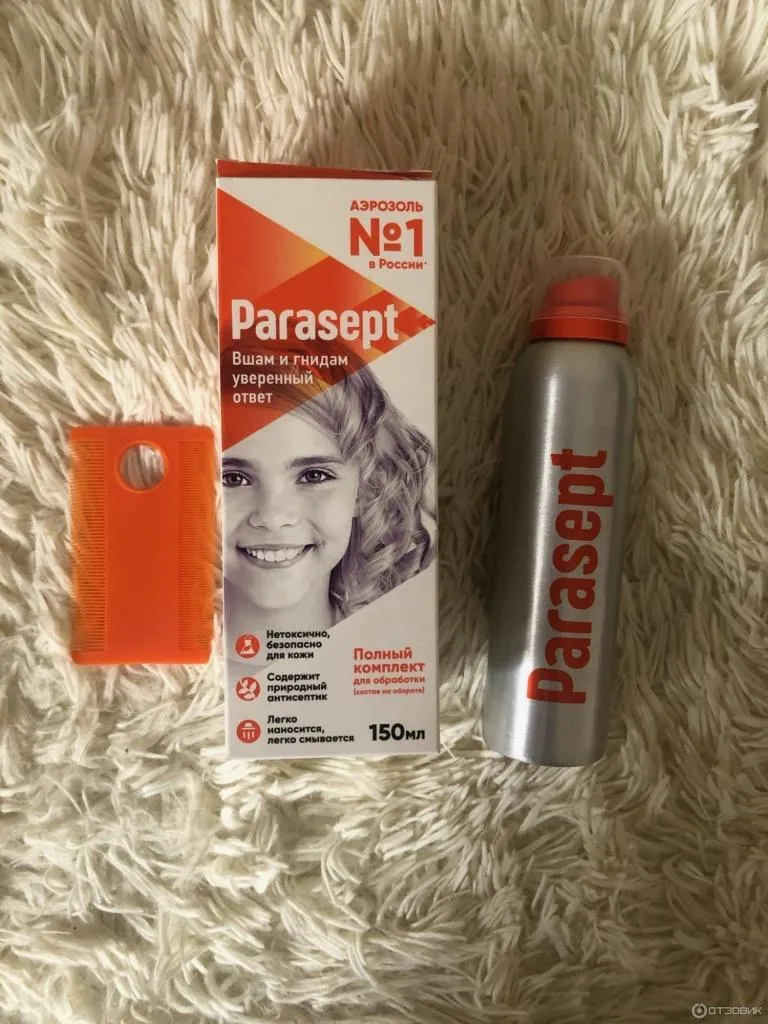 АЭРОЗОЛЬ
№1
в России*
Parasept
Вшам и гнидам
уверенный
ответ
Нетоксично,
безопасно
для кожи
Содержит
природный
антисептик
Легко
наносится,
легко смывается
Полный
комплект
для обработки
(состав на обороте)
150мл
Parasept
ОТЗОВИК